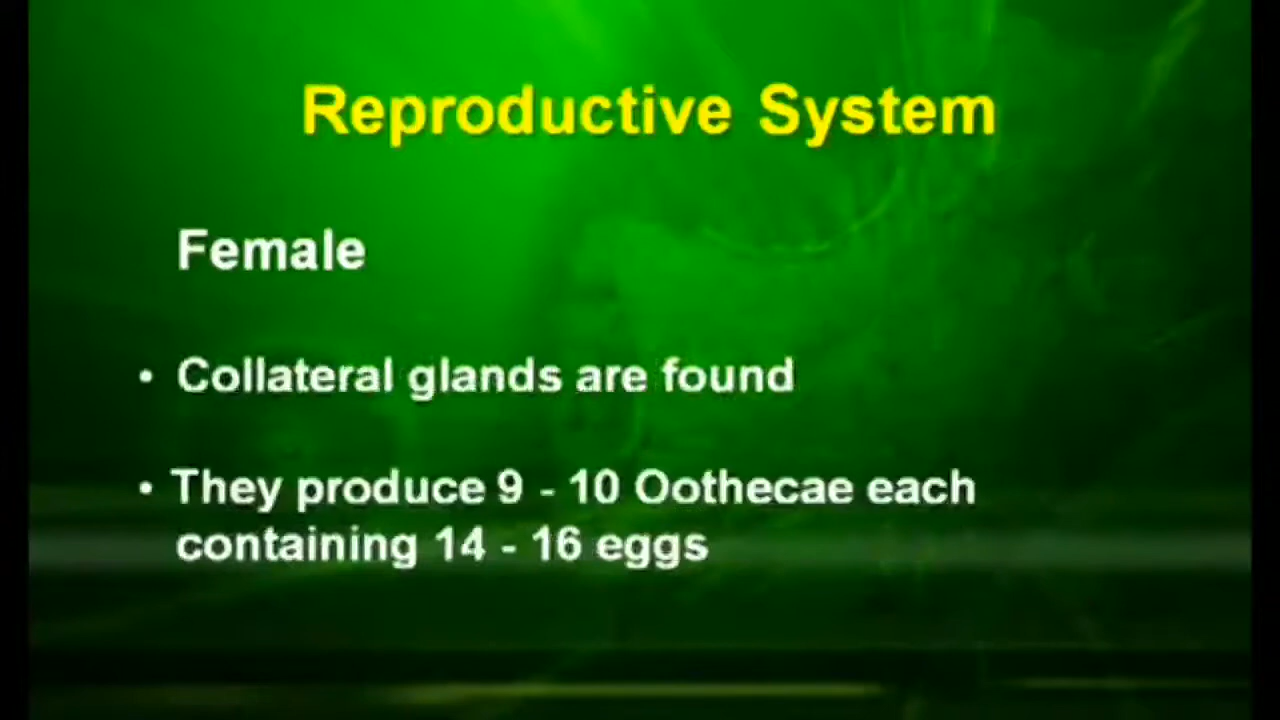 Reproductive System
Female
• Collateral glands are found
• They produce 9 - 10 Oothecae each
containing 14 - 16 eggs